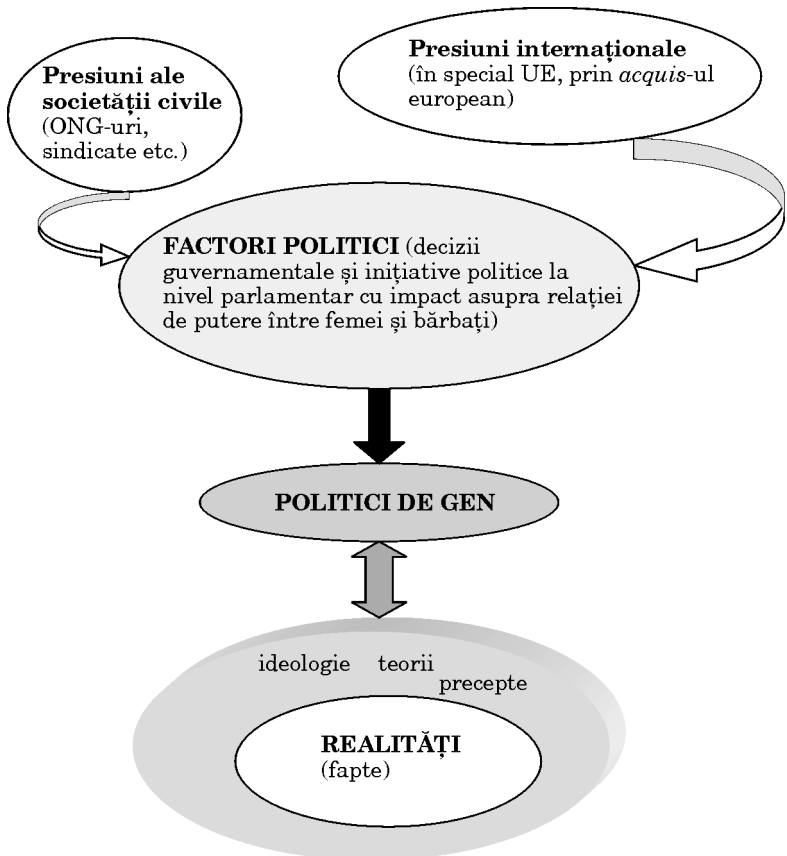 Presiuni ale
societății civile
(ONG-uri,
sindicate etc.)
Presiuni internaționale
(în special UE, prin acquis-ul
european)
FACTORI POLITICI (decizii
guvernamentale și inițiative politice la
nivel parlamentar cu impact asupra relației
de putere între femei și bărbați)
POLITICI DE GEN
ideologie teorii
precepte
REALITĂȚI
(fapte)